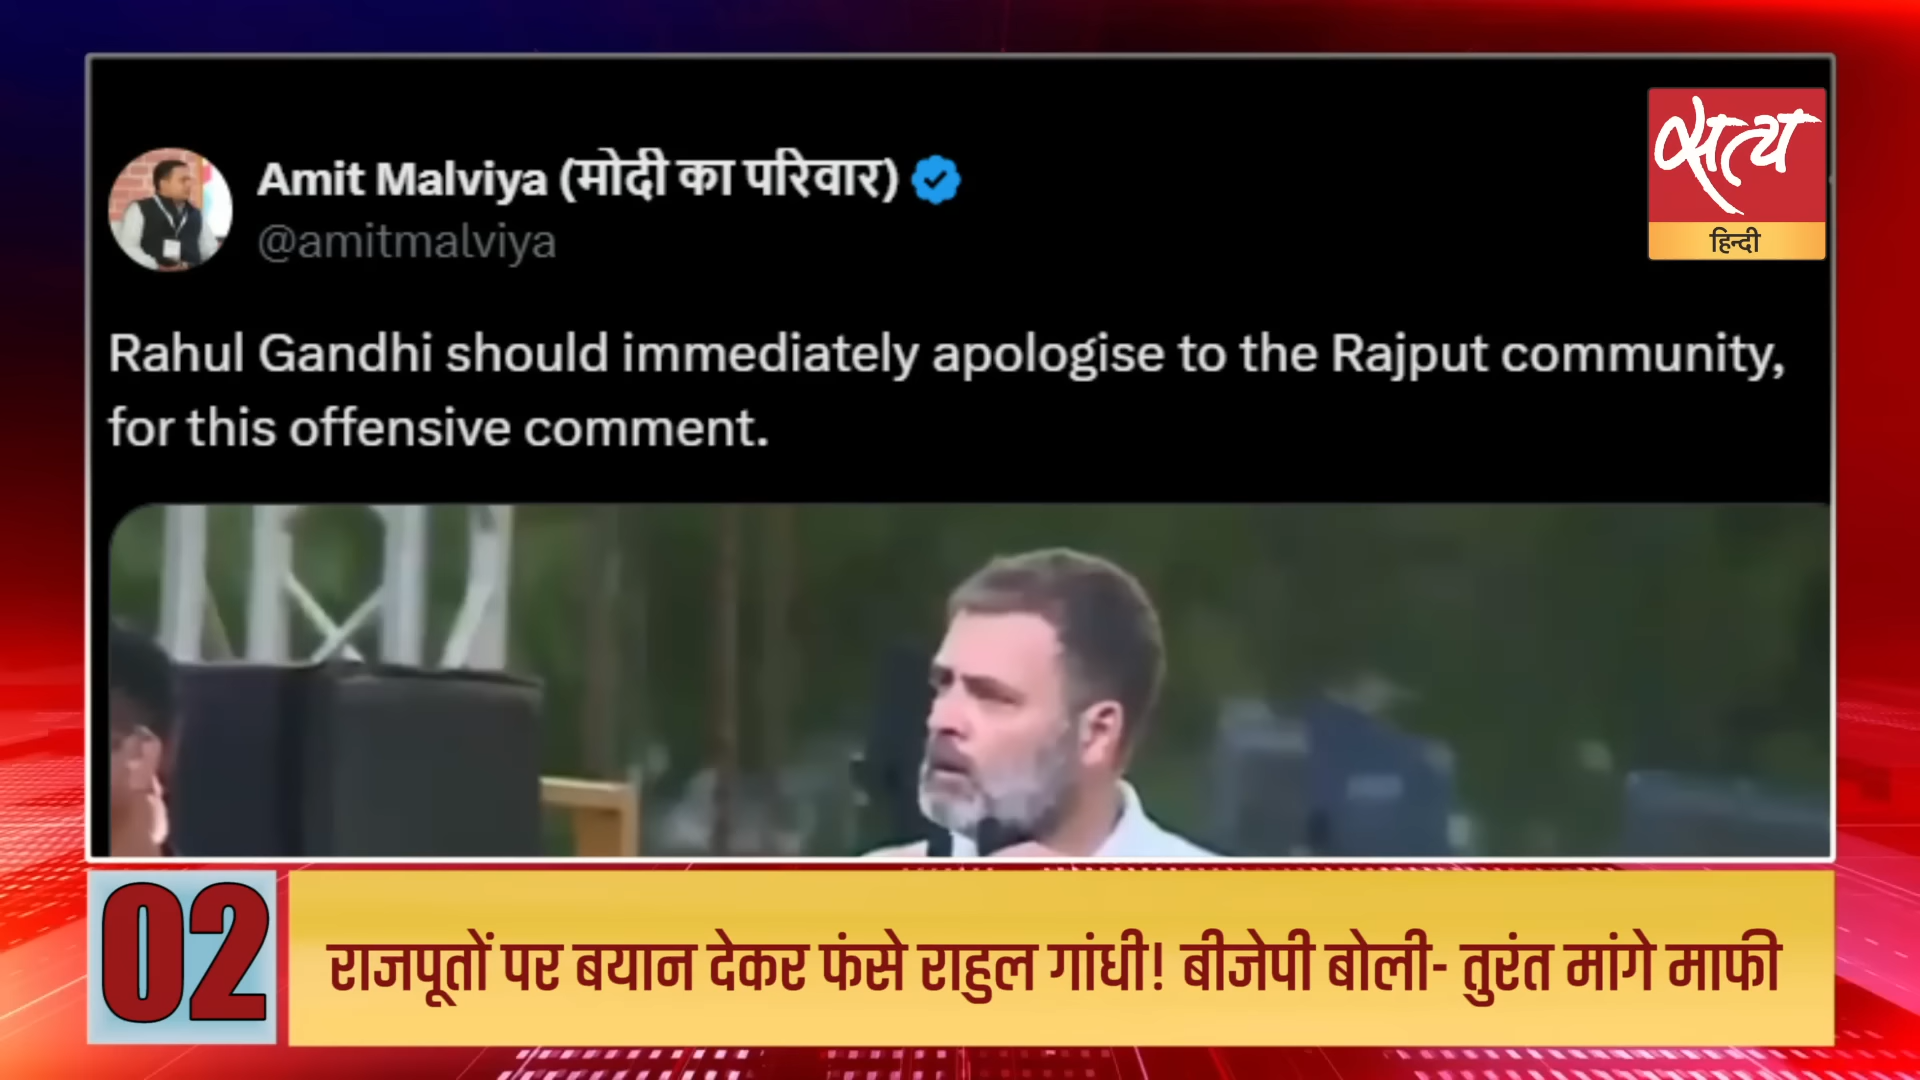 Amit Malviya (मोदी का परिवार)
@amitmalviya
सत्य
हिन्दी
Rahul Gandhi should immediately apologise to the Rajput community,
for this offensive comment.
02
राजपूतों पर बयान देकर फंसे राहुल गांधी! बीजेपी बोली- तुरंत मांगे माफी